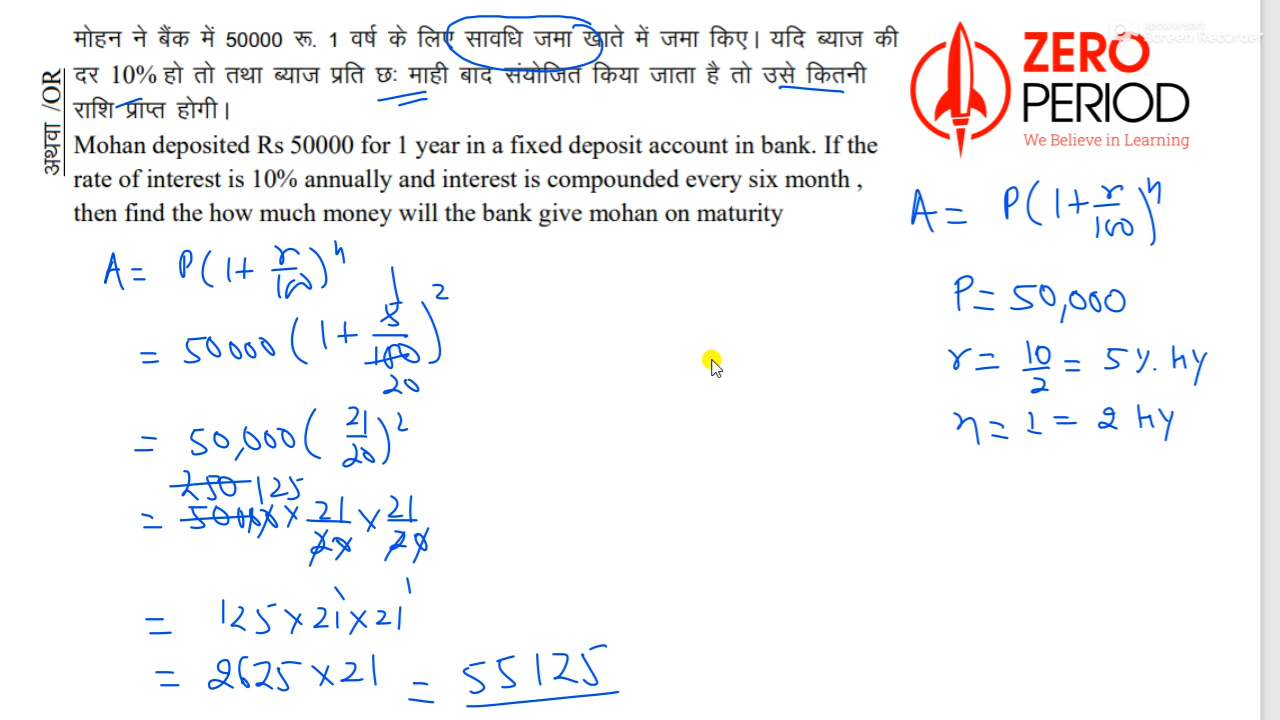 मोहन ने बैंक में 50000 रू. 1 वर्ष के लिए सावधि जमा खाते में जमा किए। यदि ब्याज की
दर 10% हो तो तथा ब्याज प्रति छः माही बाद संयोजित किया जाता है तो उसे कितनी
राशि प्राप्त होगी।
अथवा /OR
Mohan deposited Rs 50000 for 1 year in a fixed deposit account in bank. If the
rate of interest is 10% annually and interest is compounded every six month ,
then find the how much money will the bank give mohan on maturity
Apowersoft
Screen Recorder
ZERO
PERIOD
We Believe in Learning
A = P(1+ r/100)^n
= 50000 (1+ 5/100)^2
1
20
= 50,000 (21/20)^2
250 125
= 50000 × 21/20 × 21/20
= 125 × 21 × 21
= 2625 × 21 = 55125
A = P(1+ r/100)^n
P = 50,000
r = 10/2 = 5 %. hy
n = 1 = 2 hy